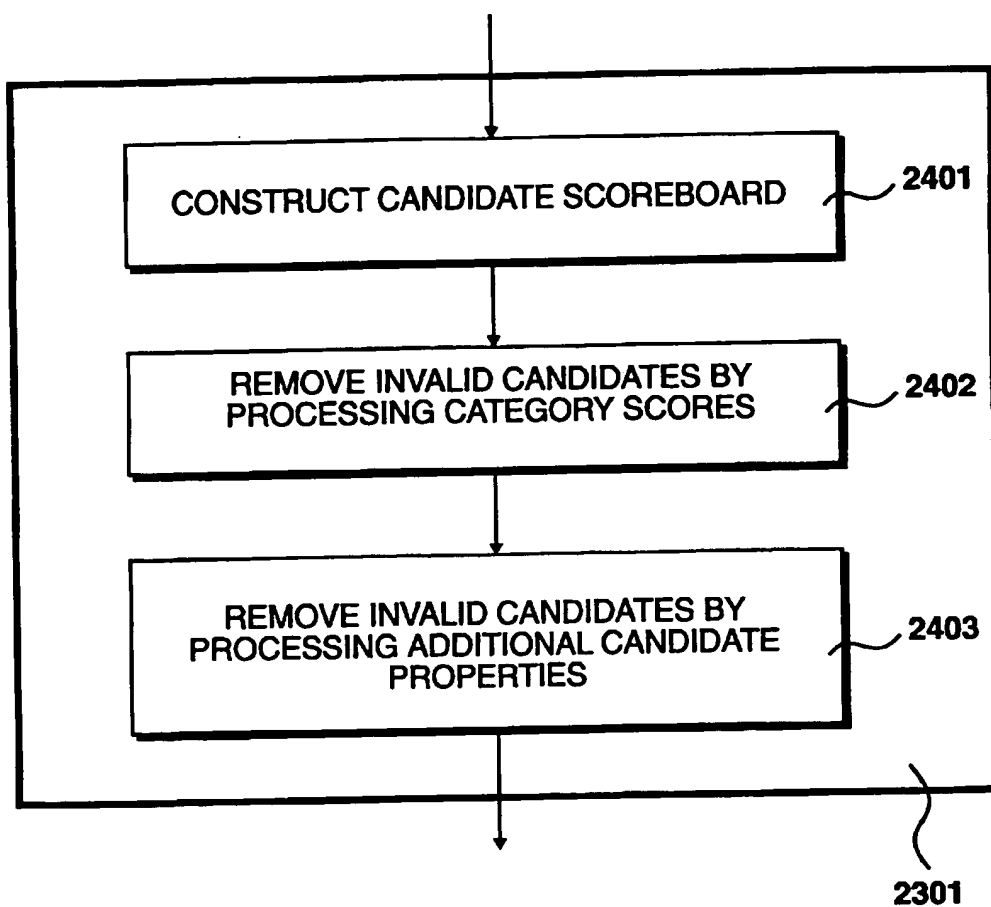 CONSTRUCT CANDIDATE SCOREBOARD
2401
REMOVE INVALID CANDIDATES BY
PROCESSING CATEGORY SCORES
2402
REMOVE INVALID CANDIDATES BY
PROCESSING ADDITIONAL CANDIDATE
PROPERTIES
2403
2301